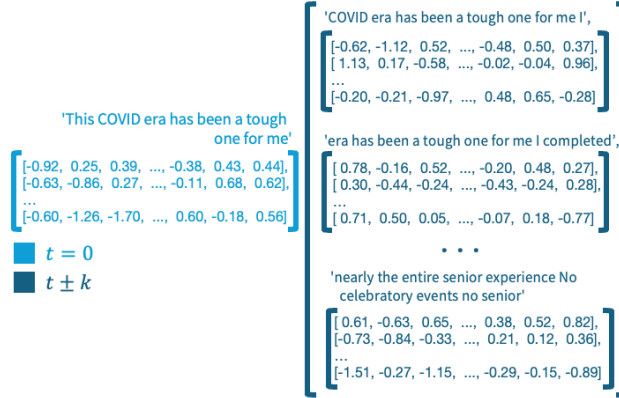 'This COVID era has been a tough
one for me'
[-0.92, 0.25, 0.39, ..., -0.38, 0.43, 0.44],
[-0.63, -0.86, 0.27, ..., -0.11, 0.68, 0.62],
...
[-0.60, -1.26, -1.70, ..., 0.60, -0.18, 0.56]
t = 0
t ± k
'COVID era has been a tough one for me I',
[-0.62, -1.12, 0.52, ..., -0.48, 0.50, 0.37],
[ 1.13, 0.17, -0.58, ..., -0.02, -0.04, 0.96],
...
[-0.20, -0.21, -0.97, ..., 0.48, 0.65, -0.28]
'era has been a tough one for me I completed',
[ 0.78, -0.16, 0.52, ..., -0.20, 0.48, 0.27],
[ 0.30, -0.44, -0.24, ..., -0.43, -0.24, 0.28],
...
[ 0.71, 0.50, 0.05, ..., -0.07, 0.18, -0.77]
...
'nearly the entire senior experience No
celebratory events no senior'
[ 0.61, -0.63, 0.65, ..., 0.38, 0.52, 0.82],
[-0.73, -0.84, -0.33, ..., 0.21, 0.12, 0.36],
...
[-1.51, -0.27, -1.15, ..., -0.29, -0.15, -0.89]